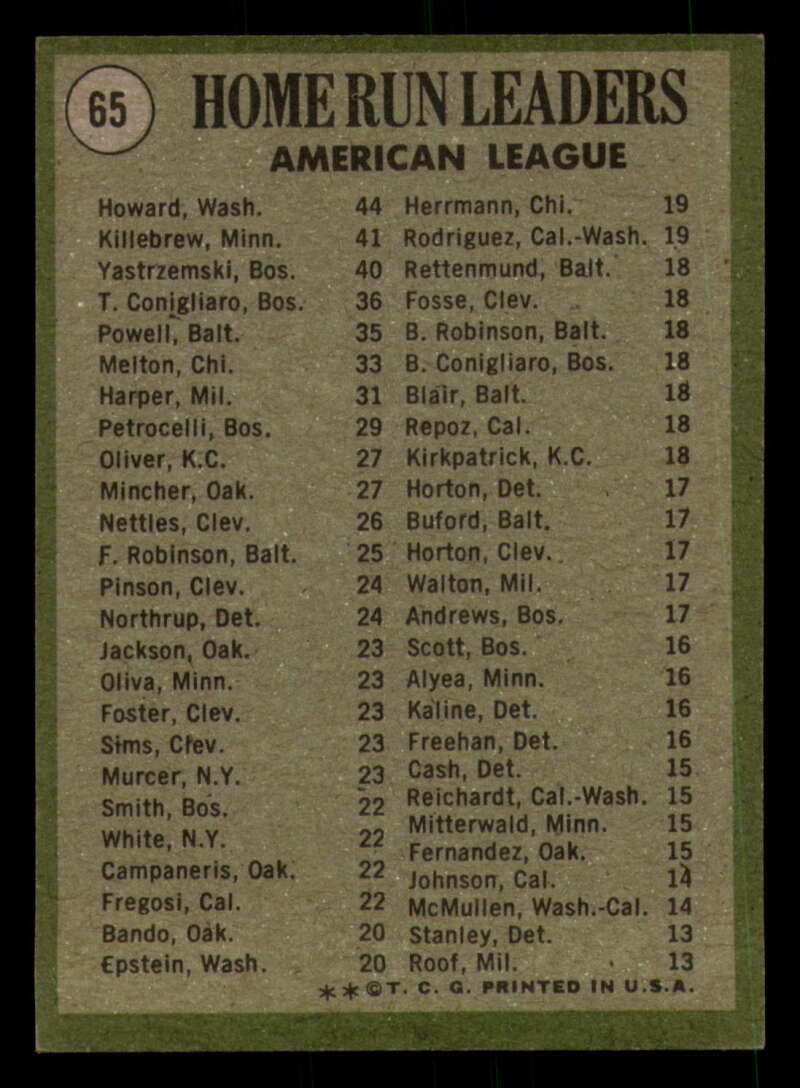 65
HOME RUN LEADERS
AMERICAN LEAGUE
Howard, Wash. 44
Killebrew, Minn. 41
Yastrzemski, Bos. 40
T. Conigliaro, Bos. 36
Powell, Balt. 35
Melton, Chi. 33
Harper, Mil. 31
Petrocelli, Bos. 29
Oliver, K.C. 27
Mincher, Oak. 27
Nettles, Clev. 26
F. Robinson, Balt. 25
Pinson, Clev. 24
Northrup, Det. 24
Jackson, Oak. 23
Oliva, Minn. 23
Foster, Clev. 23
Sims, Clev. 23
Murcer, N.Y. 23
Smith, Bos. 22
White, N.Y. 22
Campaneris, Oak. 22
Fregosi, Cal. 22
Bando, Oak. 20
Epstein, Wash. 20
Herrmann, Chi. 19
Rodriguez, Cal.-Wash. 19
Rettenmund, Balt. 18
Fosse, Clev. 18
B. Robinson, Balt. 18
B. Conigliaro, Bos. 18
Blair, Balt. 18
Repoz, Cal. 18
Kirkpatrick, K.C. 18
Horton, Det. 17
Buford, Balt. 17
Horton, Clev. 17
Walton, Mil. 17
Andrews, Bos. 17
Scott, Bos. 16
Alyea, Minn. 16
Kaline, Det. 16
Freehan, Det. 16
Cash, Det. 15
Reichardt, Cal.-Wash. 15
Mitterwald, Minn. 15
Fernandez, Oak. 15
Johnson, Cal. 14
McMullen, Wash.-Cal. 14
Stanley, Det. 13
Roof, Mil. 13
**©T. C. G. PRINTED IN U.S.A.